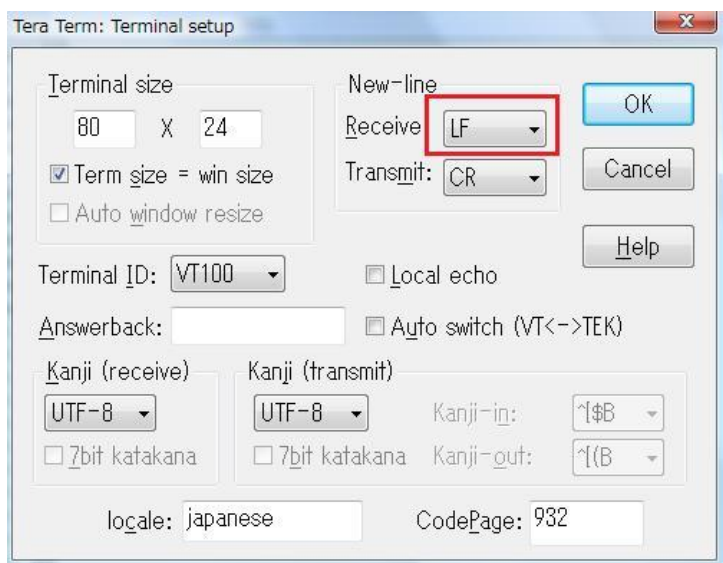 Tera Term: Terminal setup
Terminal size
80 X 24
Term size = win size
Auto window resize
New-line
Receive LF
Transmit: CR
OK
Cancel
Help
Terminal ID: VT100
Local echo
Answerback:
Auto switch (VT<->TEK)
Kanji (receive)
UTF-8
7bit katakana
Kanji (transmit)
UTF-8
7bit katakana
Kanji-in: ^[$B
Kanji-out: ^[(B
locale: japanese
CodePage: 932